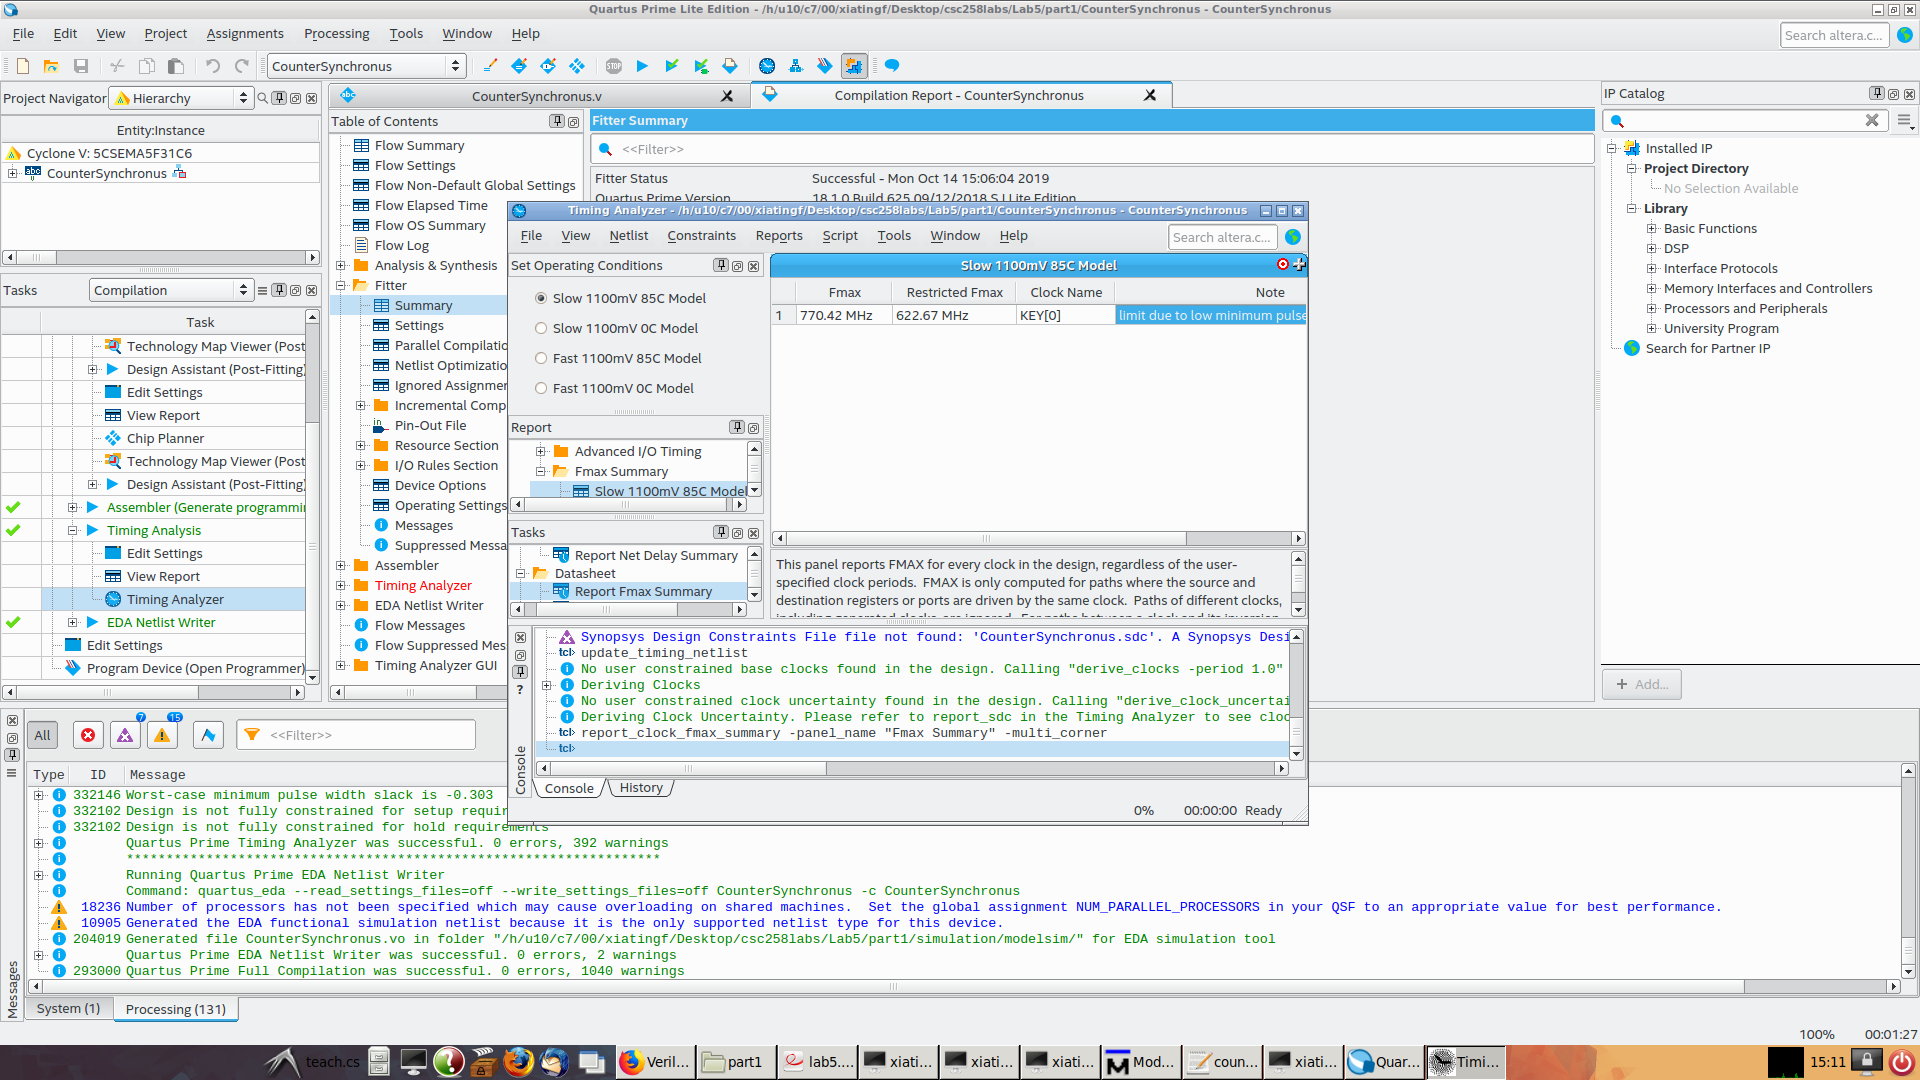 Quartus Prime Lite Edition - /h/u10/c7/00/xiatingf/Desktop/csc258labs/Lab5/part1/CounterSynchronus - CounterSynchronus
File Edit View Project Assignments Processing Tools Window Help
Search altera.c...
CounterSynchronus
STOP
Project Navigator Hierarchy
Entity:Instance
Cyclone V: 5CSEMA5F31C6
abc CounterSynchronus
Tasks Compilation
Task
Technology Map Viewer (Post
Design Assistant (Post-Fitting)
Edit Settings
View Report
Chip Planner
Technology Map Viewer (Post
Design Assistant (Post-Fitting)
Assembler (Generate programmi
Timing Analysis
Edit Settings
View Report
Timing Analyzer
EDA Netlist Writer
Edit Settings
Program Device (Open Programmer)
abc CounterSynchronus.v
Compilation Report - CounterSynchronus
Table of Contents
Flow Summary
Flow Settings
Flow Non-Default Global Settings
Flow Elapsed Time
Flow OS Summary
Flow Log
Analysis & Synthesis
Fitter
Summary
Settings
Parallel Compilatio
Netlist Optimizatio
Ignored Assignmer
Incremental Comp
Pin-Out File
Resource Section
I/O Rules Section
Device Options
Operating Settings
Messages
Suppressed Messa
Assembler
Timing Analyzer
EDA Netlist Writer
Flow Messages
Flow Suppressed Mes
Timing Analyzer GUI
Fitter Summary
<<Filter>>
Fitter Status Successful - Mon Oct 14 15:06:04 2019
Quartus Prime Version 18.1.0 Build 625 09/12/2018 SJ Lite Edition
IP Catalog
Installed IP
Project Directory
No Selection Available
Library
Basic Functions
DSP
Interface Protocols
Memory Interfaces and Controllers
Processors and Peripherals
University Program
Search for Partner IP
+ Add...
Timing Analyzer - /h/u10/c7/00/xiatingf/Desktop/csc258labs/Lab5/part1/CounterSynchronus - CounterSynchronus
File View Netlist Constraints Reports Script Tools Window Help
Search altera.c...
Set Operating Conditions
Slow 1100mV 85C Model
Slow 1100mV 0C Model
Fast 1100mV 85C Model
Fast 1100mV 0C Model
Report
Advanced I/O Timing
Fmax Summary
Slow 1100mV 85C Model
Tasks
Report Net Delay Summary
Datasheet
Report Fmax Summary
Slow 1100mV 85C Model
Fmax Restricted Fmax Clock Name Note
1 770.42 MHz 622.67 MHz KEY[0] limit due to low minimum pulse
This panel reports FMAX for every clock in the design, regardless of the user-
specified clock periods. FMAX is only computed for paths where the source and
destination registers or ports are driven by the same clock. Paths of different clocks,
including generated clocks, are ignored. For paths between a clock and its inversion,
Synopsys Design Constraints File file not found: 'CounterSynchronus.sdc'. A Synopsys Desi
tcl> update_timing_netlist
No user constrained base clocks found in the design. Calling "derive_clocks -period 1.0"
Deriving Clocks
No user constrained clock uncertainty found in the design. Calling "derive_clock_uncertai
Deriving Clock Uncertainty. Please refer to report_sdc in the Timing Analyzer to see cloc
tcl> report_clock_fmax_summary -panel_name "Fmax Summary" -multi_corner
tcl>
Console
Console History
0% 00:00:00 Ready
All 7 15 <<Filter>>
Type ID Message
332146 Worst-case minimum pulse width slack is -0.303
332102 Design is not fully constrained for setup requir
332102 Design is not fully constrained for hold requirements
Quartus Prime Timing Analyzer was successful. 0 errors, 392 warnings
*******************************************************************
Running Quartus Prime EDA Netlist Writer
Command: quartus_eda --read_settings_files=off --write_settings_files=off CounterSynchronus -c CounterSynchronus
18236 Number of processors has not been specified which may cause overloading on shared machines. Set the global assignment NUM_PARALLEL_PROCESSORS in your QSF to an appropriate value for best performance.
10905 Generated the EDA functional simulation netlist because it is the only supported netlist type for this device.
204019 Generated file CounterSynchronus.vo in folder "/h/u10/c7/00/xiatingf/Desktop/csc258labs/Lab5/part1/simulation/modelsim/" for EDA simulation tool
Quartus Prime EDA Netlist Writer was successful. 0 errors, 2 warnings
293000 Quartus Prime Full Compilation was successful. 0 errors, 1040 warnings
Messages
System (1) Processing (131)
100% 00:01:27
teach.cs Veril... part1 lab5.... xiati... xiati... xiati... Mod... coun... xiati... Quar... Timi... 15:11